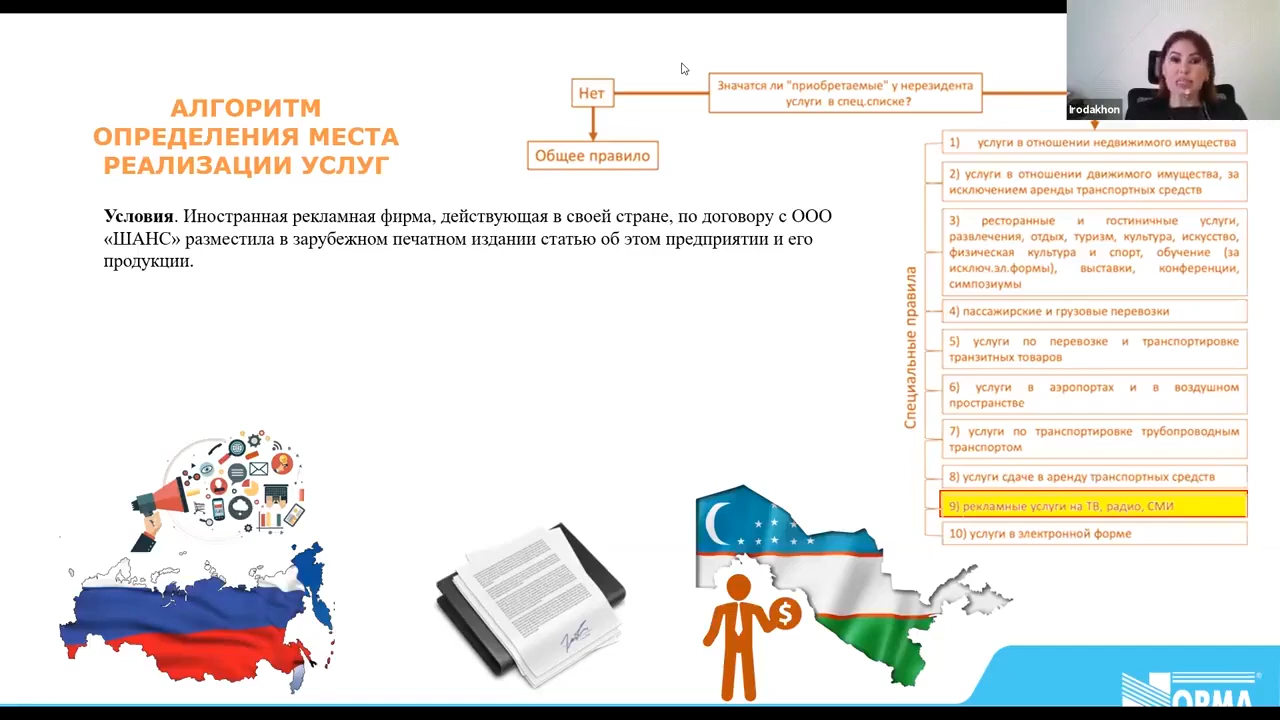 АЛГОРИТМ
ОПРЕДЕЛЕНИЯ МЕСТА
РЕАЛИЗАЦИИ УСЛУГ
Условия. Иностранная рекламная фирма, действующая в своей стране, по договору с ООО
«ШАНС» разместила в зарубежном печатном издании статью об этом предприятии и его
продукции.
Нет
Общее правило
Значатся ли "приобретаемые" у нерезидента
услуги в спец.списке?
Irodakhon
Специальные правила
1) услуги в отношении недвижимого имущества
2) услуги в отношении движимого имущества, за
исключением аренды транспортных средств
3) ресторанные и гостиничные услуги,
развлечения, отдых, туризм, культура, искусство,
физическая культура и спорт, обучение (за
исключ.эл.формы), выставки, конференции,
симпозиумы
4) пассажирские и грузовые перевозки
5) услуги по перевозке и транспортировке
транзитных товаров
6) услуги в аэропортах и в воздушном
пространстве
7) услуги по транспортировке трубопроводным
транспортом
8) услуги сдаче в аренду транспортных средств
9) рекламные услуги на ТВ, радио, СМИ
10) услуги в электронной форме
$
ОРМА
®